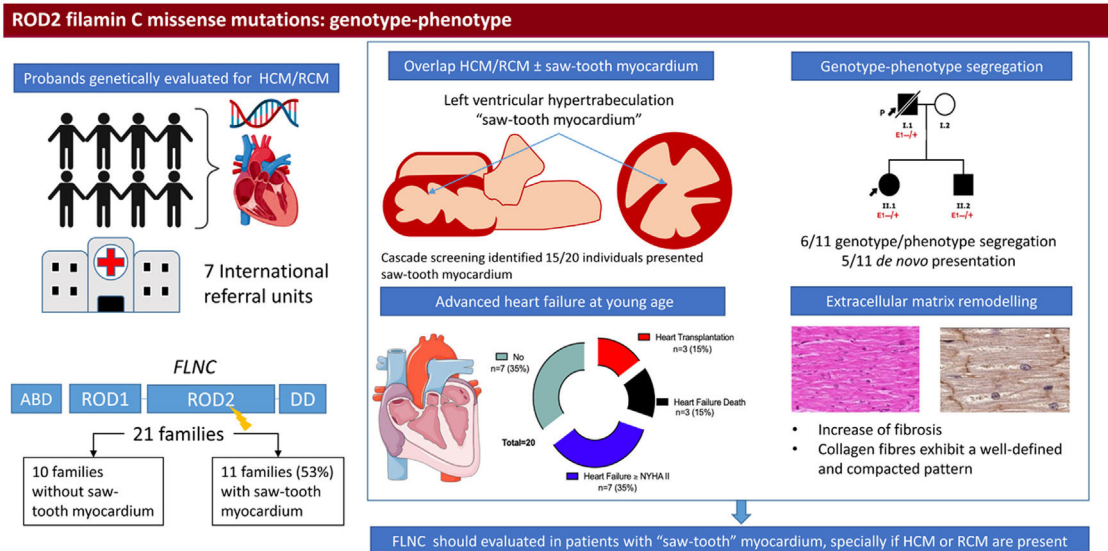 ROD2 filamin C missense mutations: genotype-phenotype
Probands genetically evaluated for HCM/RCM
7 International
referral units
FLNC
ABD
ROD1
ROD2
DD
21 families
10 families
without saw-
tooth myocardium
11 families (53%)
with saw-tooth
myocardium
Overlap HCM/RCM ± saw-tooth myocardium
Left ventricular hypertrabeculation
“saw-tooth myocardium”
Cascade screening identified 15/20 individuals presented
saw-tooth myocardium
Advanced heart failure at young age
No
n=7 (35%)
Heart Transplantation
n=3 (15%)
Heart Failure Death
n=3 (15%)
Total=20
Heart Failure ≥ NYHA II
n=7 (35%)
Genotype-phenotype segregation
P
I.1
E1–/+
I.2
II.1
E1–/+
II.2
E1–/+
6/11 genotype/phenotype segregation
5/11 de novo presentation
Extracellular matrix remodelling
• Increase of fibrosis
• Collagen fibres exhibit a well-defined
and compacted pattern
FLNC should evaluated in patients with “saw-tooth” myocardium, specially if HCM or RCM are present